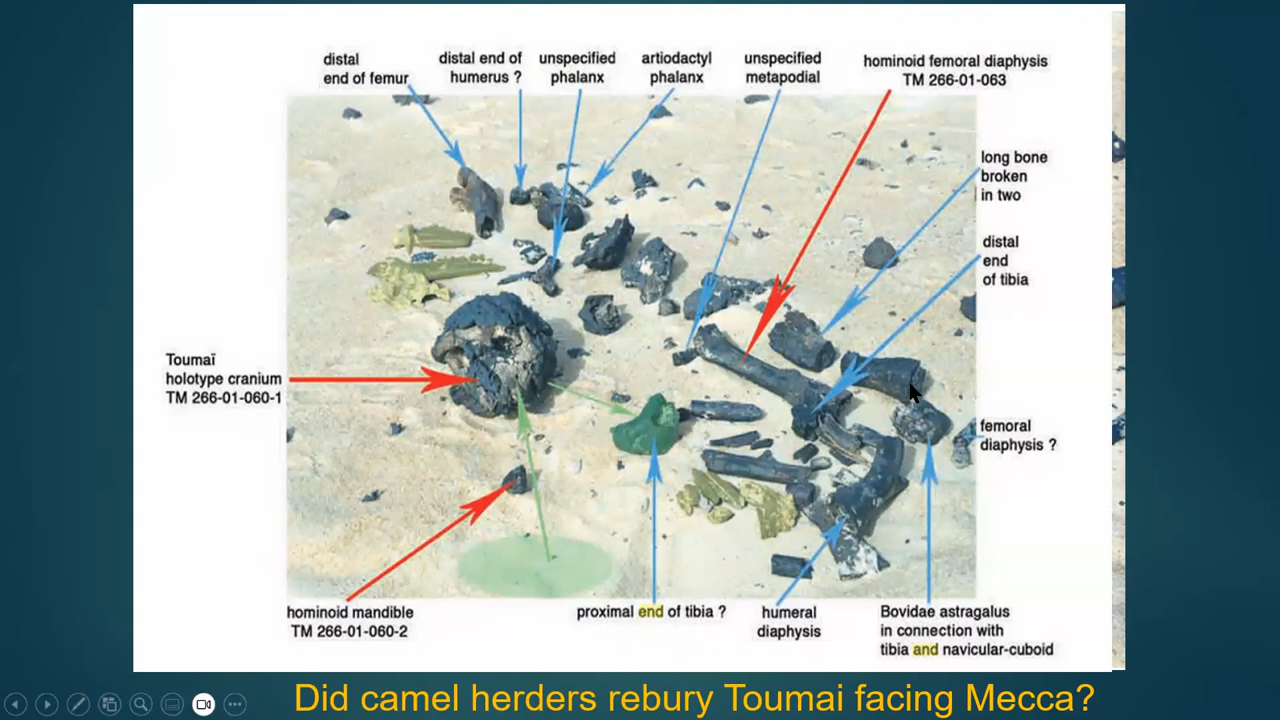 distal
end of femur
distal end of
humerus ?
unspecified
phalanx
artiodactyl
phalanx
unspecified
metapodial
hominoid femoral diaphysis
TM 266-01-063
long bone
broken
in two
distal
end
of tibia
Toumaï
holotype cranium
TM 266-01-060-1
femoral
diaphysis ?
hominoid mandible
TM 266-01-060-2
proximal end of tibia ?
humeral
diaphysis
Bovidae astragalus
in connection with
tibia and navicular-cuboid
Did camel herders rebury Toumai facing Mecca?